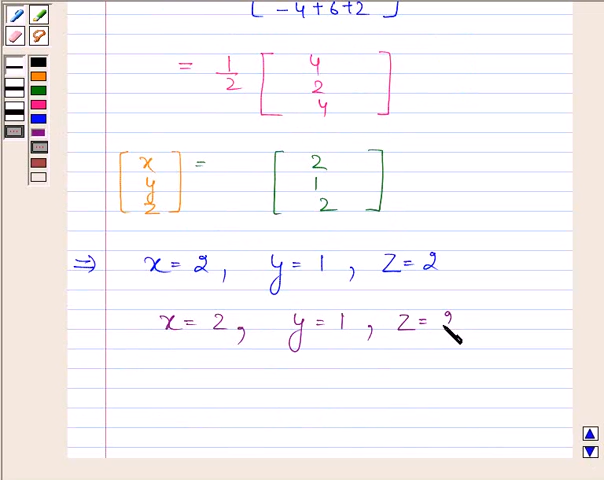 [ -4+6+2 ]
= 1/2 [ 4
2
4 ]
[ x
y
z ] = [ 2
1
2 ]
⇒ x = 2 , y = 1 , z = 2
x = 2 , y = 1 , z =